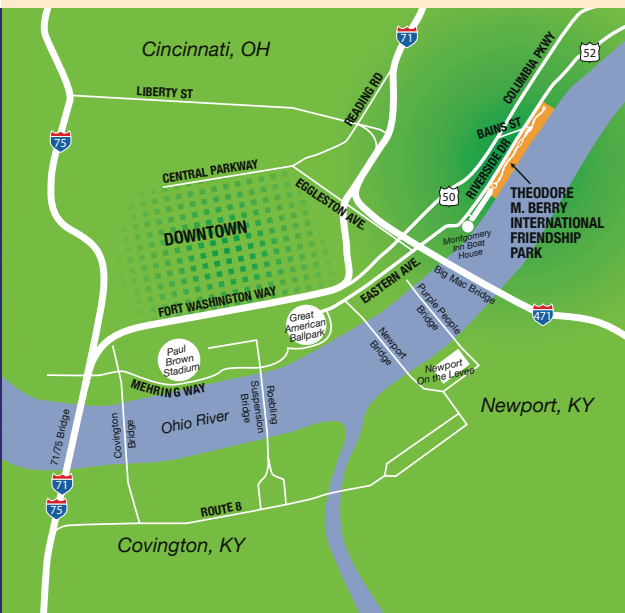 Cincinnati, OH
71
52
COLUMBIA PKWY
LIBERTY ST
READING RD
BAINS ST
75
RIVERSIDE DR
CENTRAL PARKWAY
EGGLESTON AVE.
50
THEODORE
M. BERRY
INTERNATIONAL
FRIENDSHIP
PARK
DOWNTOWN
Montgomery
Inn Boat
House
EASTERN AVE.
Big Mac Bridge
FORT WASHINGTON WAY
Purple People
Bridge
471
Great
American
Ballpark
Newport
Bridge
Paul
Brown
Stadium
Newport
On the Levee
MEHRING WAY
Roebling
Suspension
Bridge
Newport, KY
71/75 Bridge
Covington
Bridge
Ohio River
71
75
ROUTE 8
Covington, KY